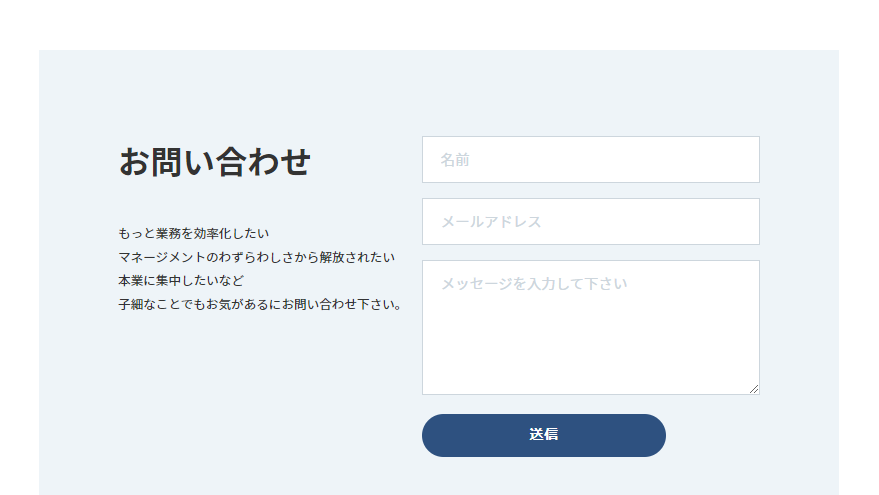 お問い合わせ
もっと業務を効率化したい
マネージメントのわずらわしさから解放されたい
本業に集中したいなど
子細なことでもお気があるにお問い合わせ下さい。
名前
メールアドレス
メッセージを入力して下さい
送信